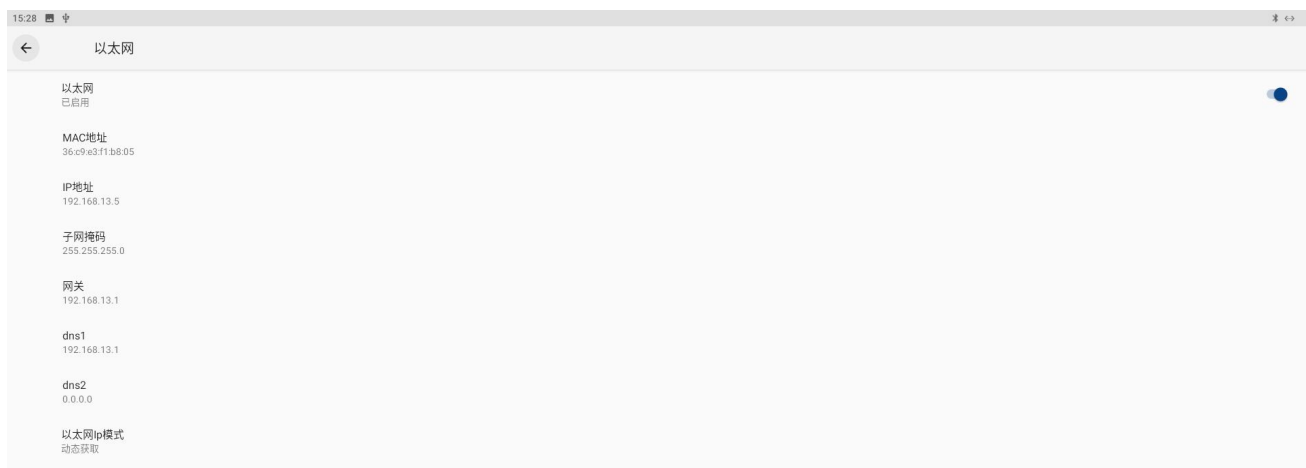 15:28
以太网
以太网
已启用
MAC地址
36:c9:e3:f1:b8:05
IP地址
192.168.13.5
子网掩码
255.255.255.0
网关
192.168.13.1
dns1
192.168.13.1
dns2
0.0.0.0
以太网Ip模式
动态获取